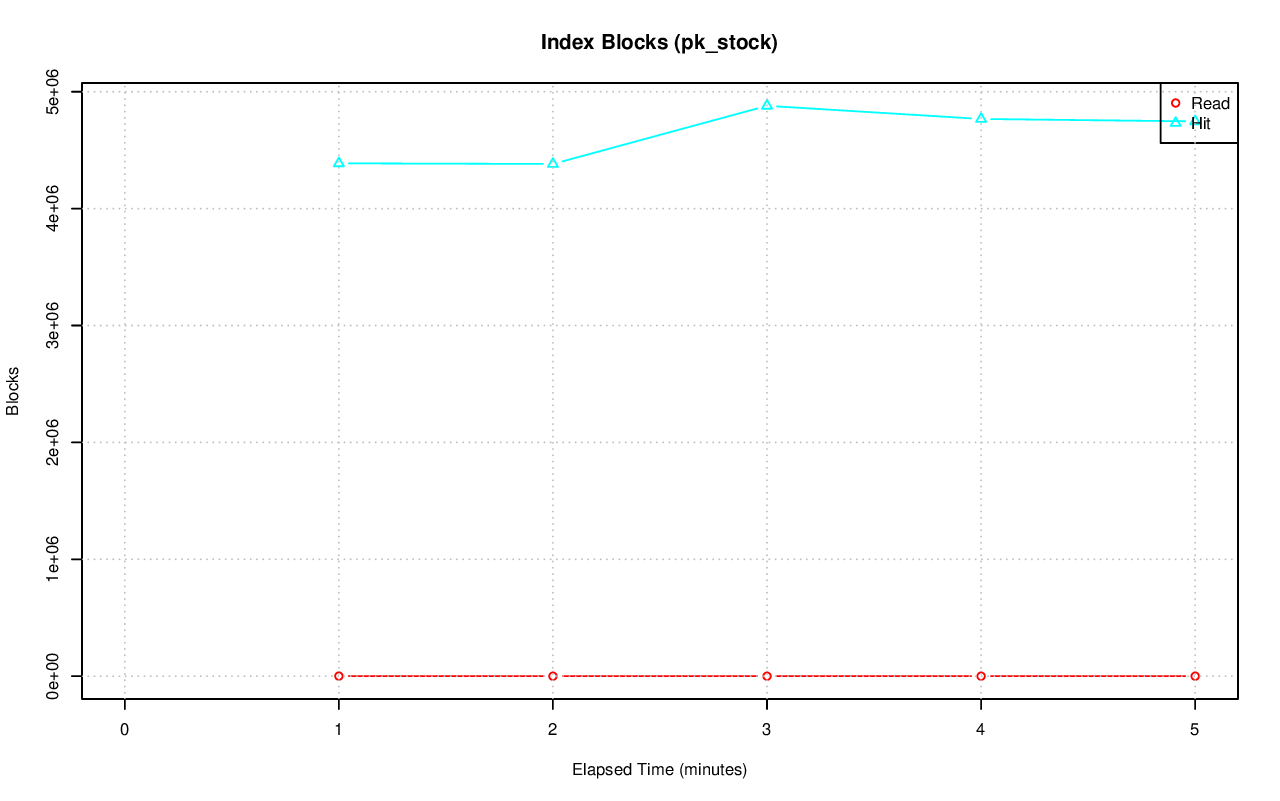 Index Blocks (pk_stock)
Read
Hit
Blocks
5e+06
4e+06
3e+06
2e+06
1e+06
0e+00
0 1 2 3 4 5
Elapsed Time (minutes)